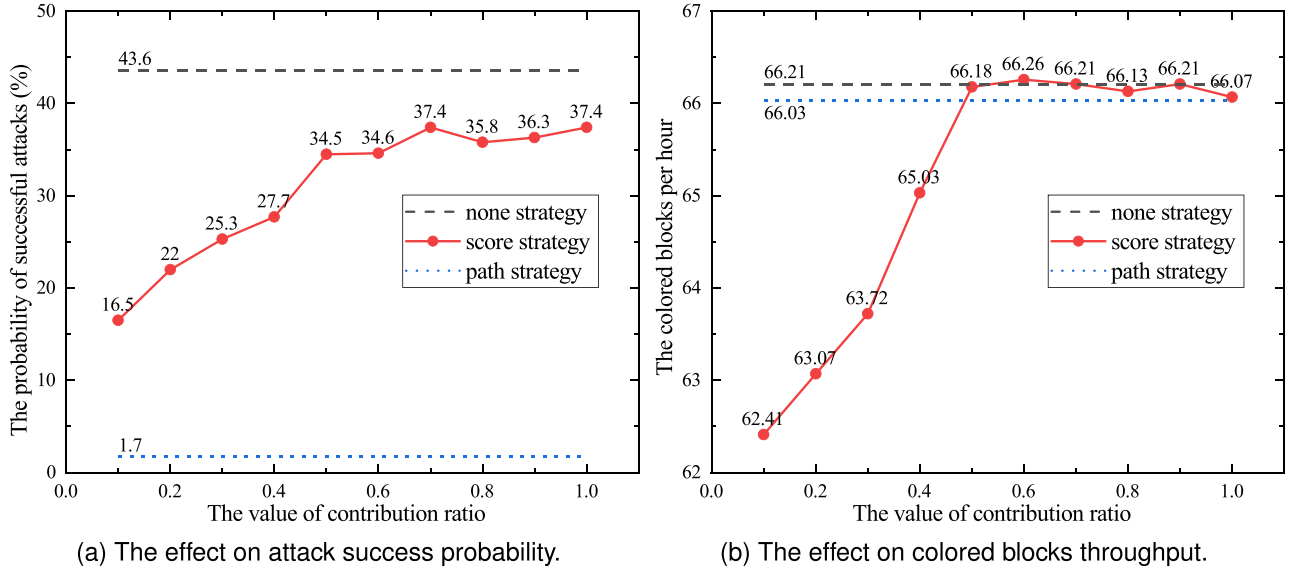 50
40
30
20
10
0
The probability of successful attacks (%)
43.6
16.5
22
25.3
27.7
34.5
34.6
37.4
35.8
36.3
37.4
1.7
none strategy
score strategy
path strategy
0.0 0.2 0.4 0.6 0.8 1.0
The value of contribution ratio
(a) The effect on attack success probability.
67
66
65
64
63
62
The colored blocks per hour
66.21
66.03
62.41
63.07
63.72
65.03
66.18
66.26
66.21
66.13
66.21
66.07
none strategy
score strategy
path strategy
0.0 0.2 0.4 0.6 0.8 1.0
The value of contribution ratio
(b) The effect on colored blocks throughput.